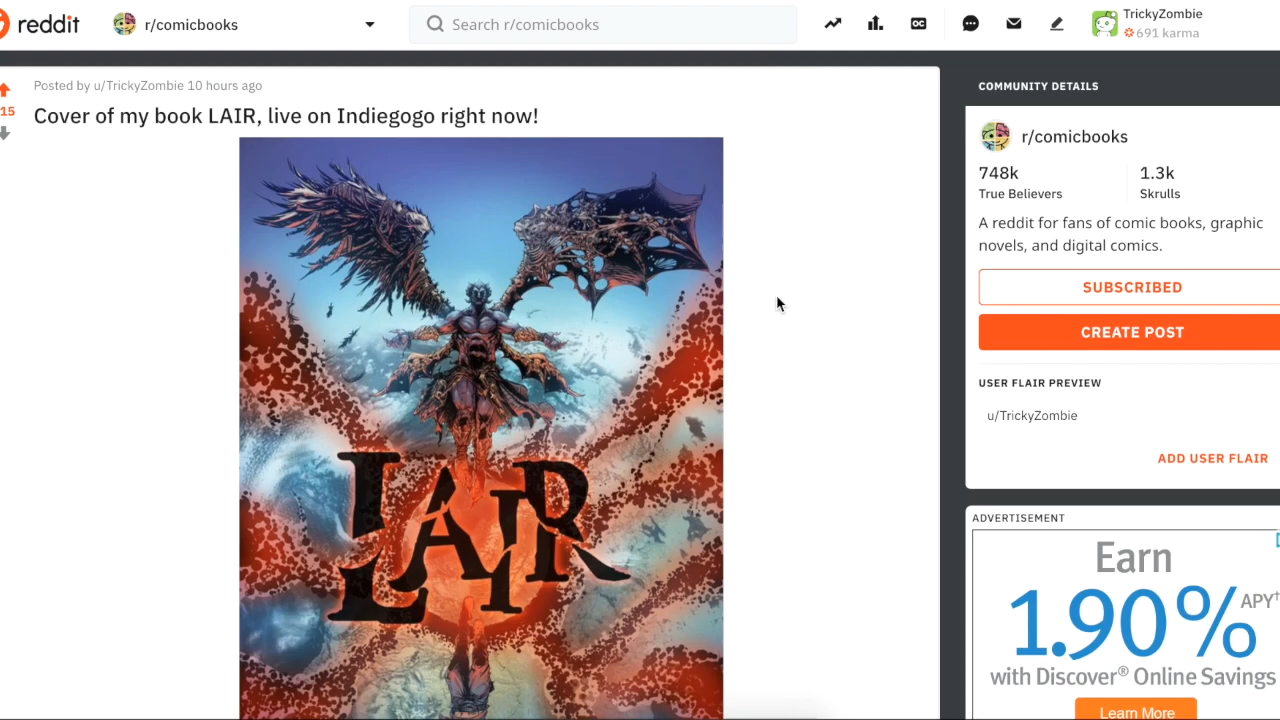 reddit
r/comicbooks
Search r/comicbooks
TrickyZombie
691 karma
15
Posted by u/TrickyZombie 10 hours ago
Cover of my book LAIR, live on Indiegogo right now!
LAIR
COMMUNITY DETAILS
r/comicbooks
748k
1.3k
True Believers
Skrulls
A reddit for fans of comic books, graphic
novels, and digital comics.
SUBSCRIBED
CREATE POST
USER FLAIR PREVIEW
u/TrickyZombie
ADD USER FLAIR
ADVERTISEMENT
Earn
1.90% APY†
with Discover® Online Savings
Learn More